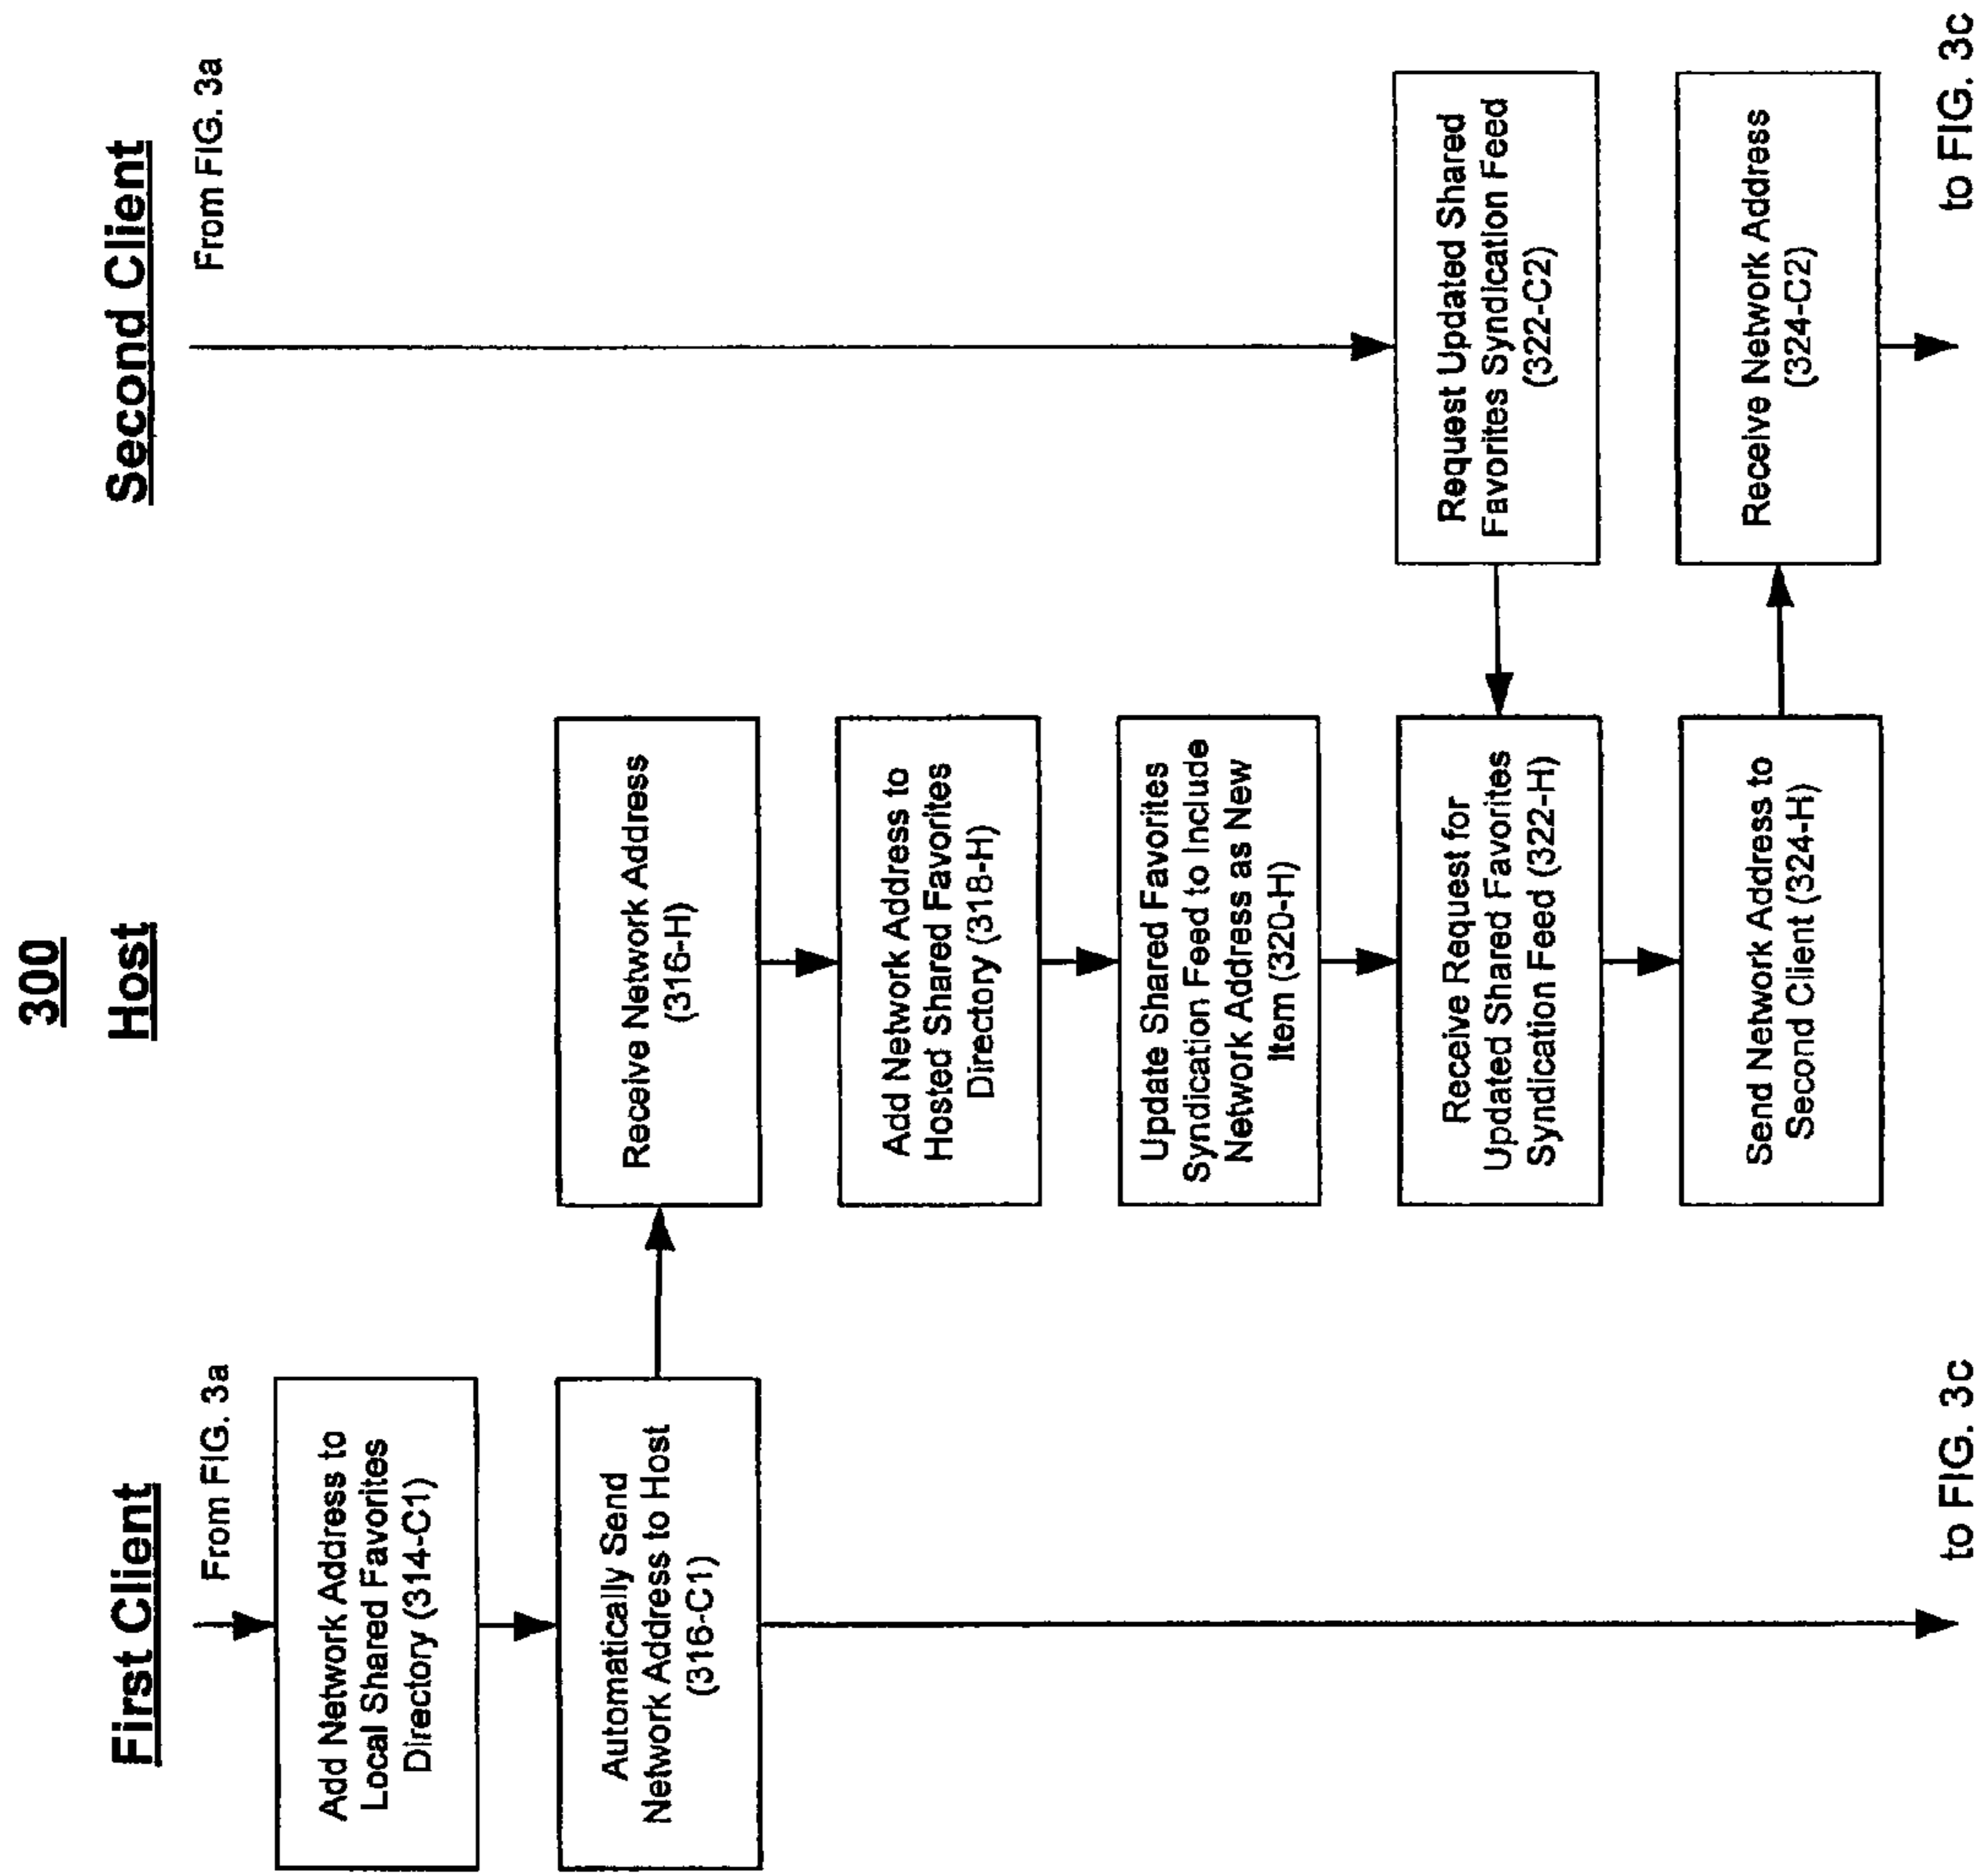 300
First Client
Host
Second Client
From FIG. 3a
From FIG. 3a
Add Network Address to
Local Shared Favorites
Directory (314-C1)
Automatically Send
Network Address to Host
(316-C1)
Receive Network Address
(316-H)
Add Network Address to
Hosted Shared Favorites
Directory (318-H)
Update Shared Favorites
Syndication Feed to Include
Network Address as New
Item (320-H)
Receive Request for
Updated Shared Favorites
Syndication Feed (322-H)
Request Updated Shared
Favorites Syndication Feed
(322-C2)
Send Network Address to
Second Client (324-H)
Receive Network Address
(324-C2)
to FIG. 3c
to FIG. 3c